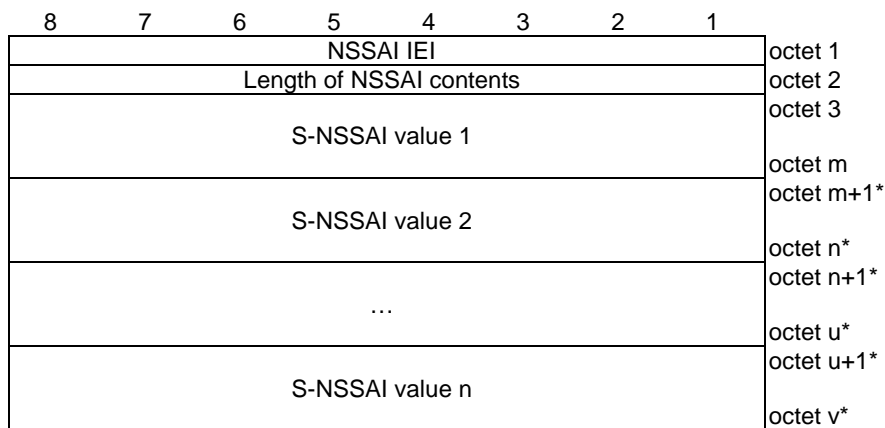 8 7 6 5 4 3 2 1
NSSAI IEI octet 1
Length of NSSAI contents octet 2
octet 3
S-NSSAI value 1
octet m
octet m+1*
S-NSSAI value 2
octet n*
octet n+1*
…
octet u*
octet u+1*
S-NSSAI value n
octet v*